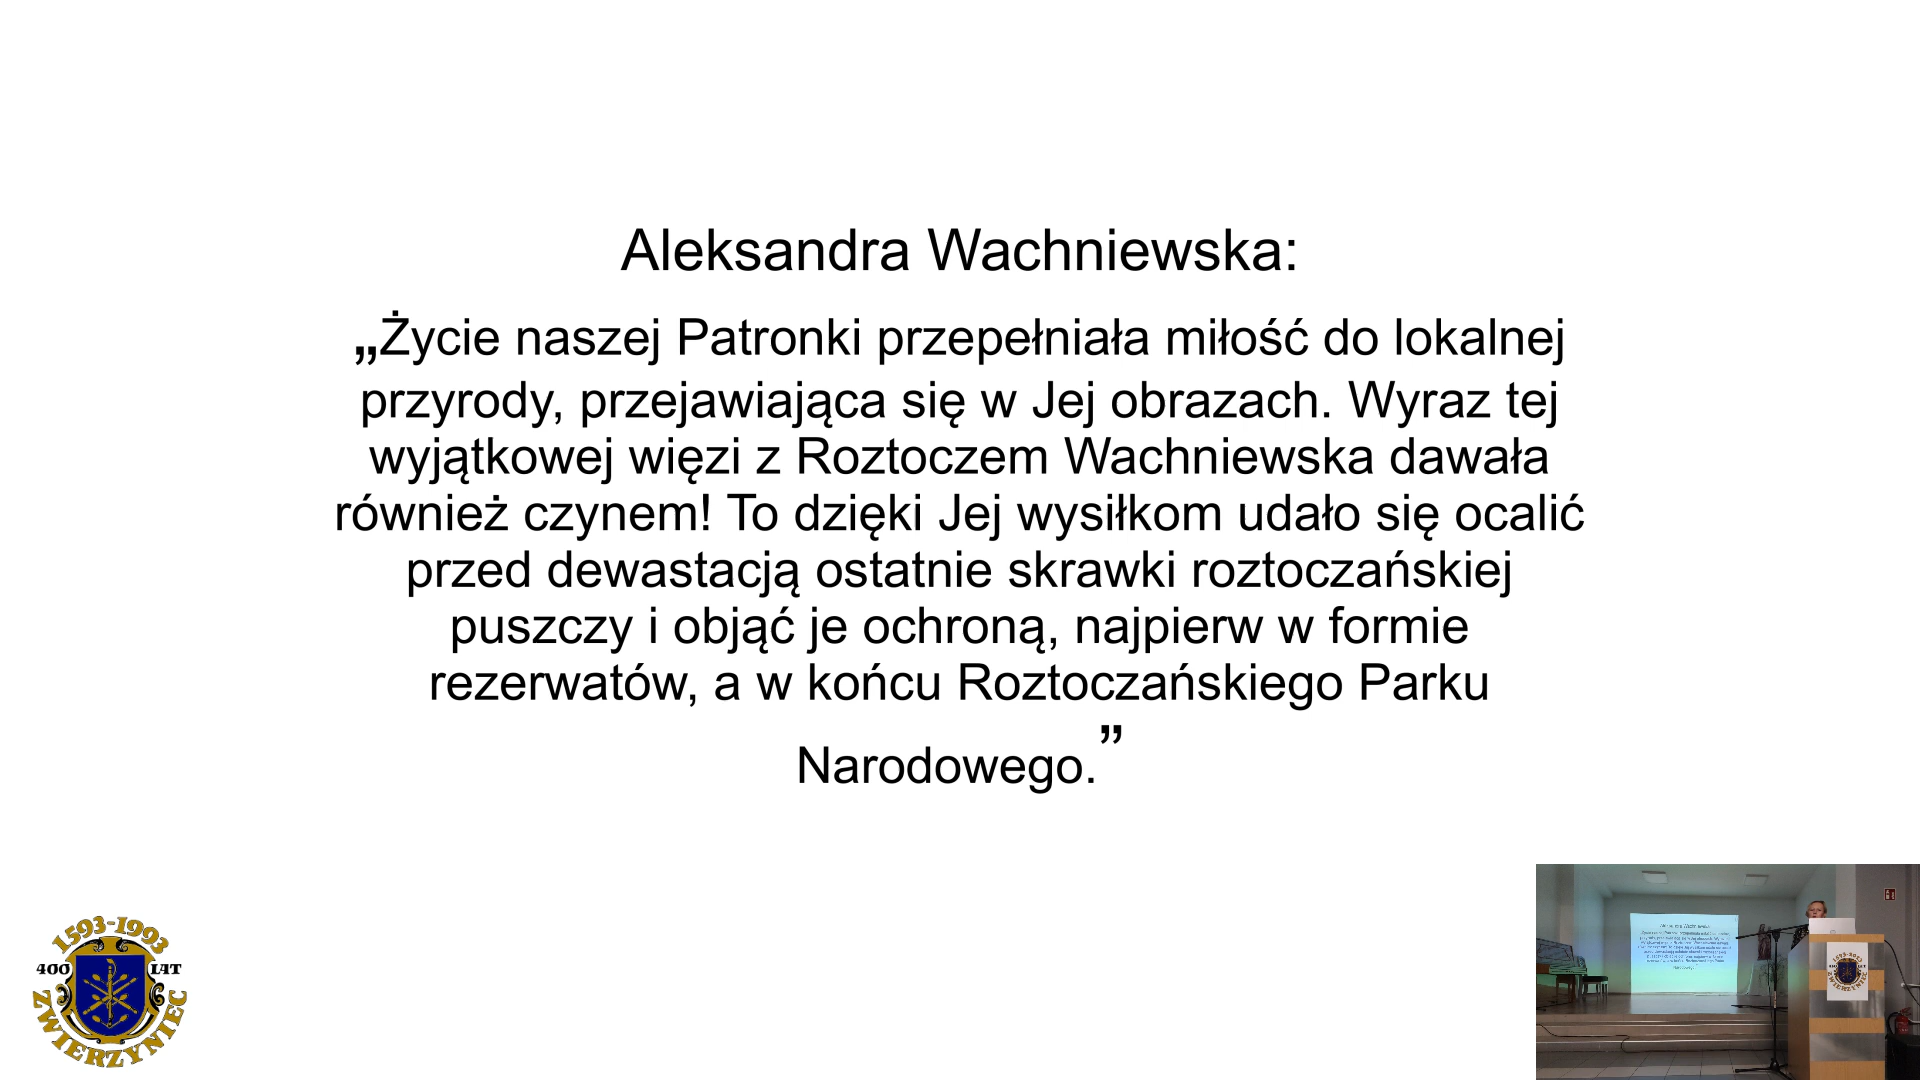 Aleksandra Wachniewska:
„Życie naszej Patronki przepełniała miłość do lokalnej
przyrody, przejawiająca się w Jej obrazach. Wyraz tej
wyjątkowej więzi z Roztoczem Wachniewska dawała
również czynem! To dzięki Jej wysiłkom udało się ocalić
przed dewastacją ostatnie skrawki roztoczańskiej
puszczy i objąć je ochroną, najpierw w formie
rezerwatów, a w końcu Roztoczańskiego Parku
Narodowego.”
1593-1993
400 LAT
ZWIERZYNIEC